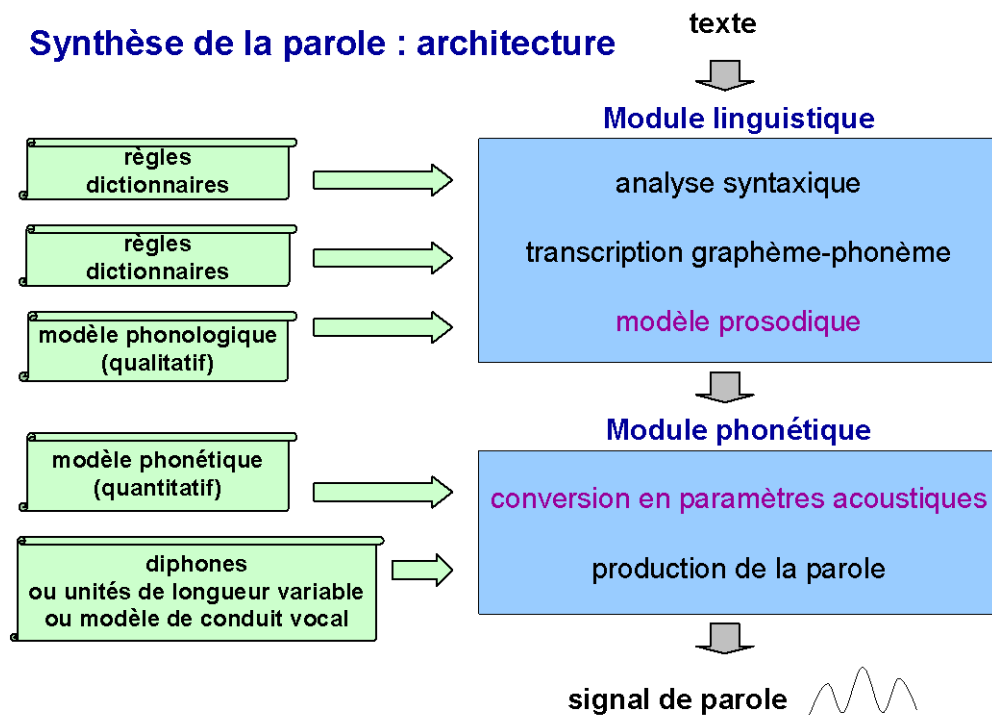 Synthèse de la parole : architecture
texte
Module linguistique
règles
dictionnaires
analyse syntaxique
règles
dictionnaires
transcription graphème-phonème
modèle phonologique
(qualitatif)
modèle prosodique
Module phonétique
modèle phonétique
(quantitatif)
conversion en paramètres acoustiques
diphones
ou unités de longueur variable
ou modèle de conduit vocal
production de la parole
signal de parole